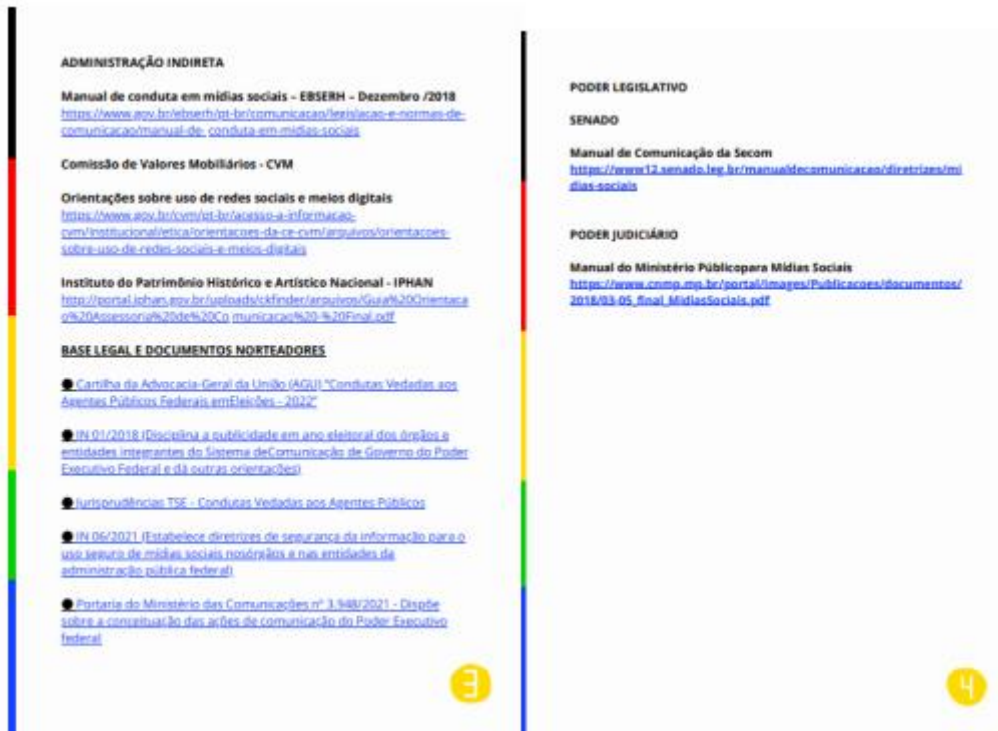 ADMINISTRAÇÃO INDIRETA
Manual de conduta em mídias sociais – EBSERH – Dezembro /2018
https://www.gov.br/ebserh/pt-br/comunicacao/legislacao-e-normas-de-
comunicacao/manual-de- conduta-em-midias-sociais
Comissão de Valores Mobiliários - CVM
Orientações sobre uso de redes sociais e meios digitais
https://www.gov.br/cvm/pt-br/acesso-a-informacao-
cvm/institucional/etica/orientacoes-da-ce-cvm/arquivos/orientacoes-
sobre-uso-de-redes-sociais-e-meios-digitais
Instituto do Patrimônio Histórico e Artístico Nacional - IPHAN
http://portal.iphan.gov.br/uploads/ckfinder/arquivos/Guia%20Orientaca
o%20Assessoria%20de%20Co municacao%20-%20Final.pdf
BASE LEGAL E DOCUMENTOS NORTEADORES
● Cartilha da Advocacia-Geral da União (AGU) "Condutas Vedadas aos
Agentes Públicos Federais emEleições - 2022"
● IN 01/2018 (Disciplina a publicidade em ano eleitoral dos órgãos e
entidades integrantes do Sistema deComunicação de Governo do Poder
Executivo Federal e dá outras orientações)
● Jurisprudências TSE - Condutas Vedadas aos Agentes Públicos
● IN 06/2021 (Estabelece diretrizes de segurança da informação para o
uso seguro de mídias sociais nosórgãos e nas entidades da
administração pública federal)
● Portaria do Ministério das Comunicações nº 3.948/2021 - Dispõe
sobre a conceituação das ações de comunicação do Poder Executivo
federal
3
PODER LEGISLATIVO
SENADO
Manual de Comunicação da Secom
https://www12.senado.leg.br/manualdecomunicacao/diretrizes/mi
dias-sociais
PODER JUDICIÁRIO
Manual do Ministério Públicopara Mídias Sociais
https://www.cnmp.mp.br/portal/images/Publicacoes/documentos/
2018/03-05_final_MidiasSociais.pdf
4